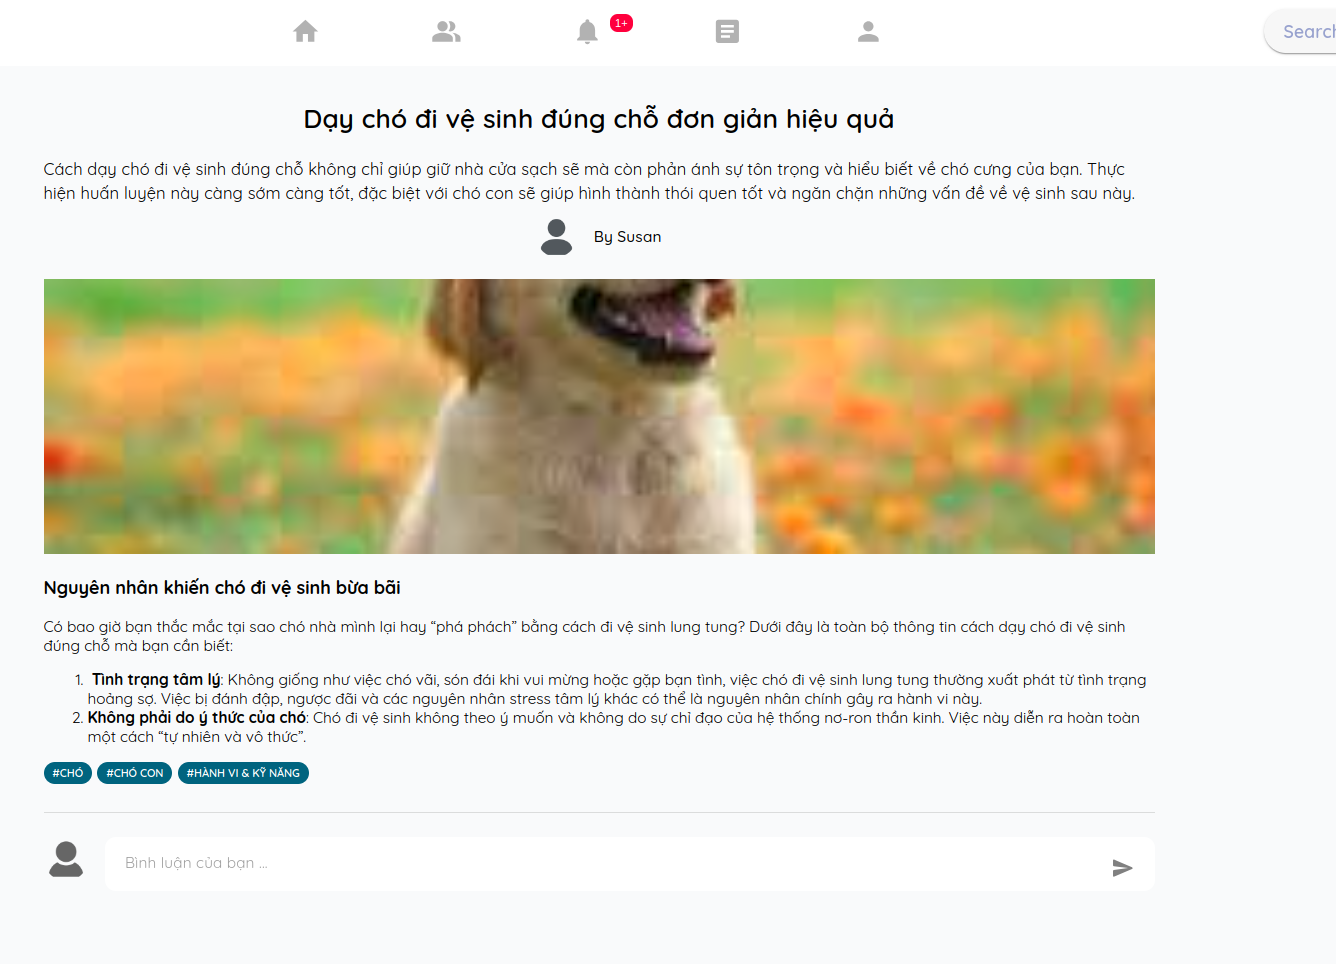 1+
Search
Dạy chó đi vệ sinh đúng chỗ đơn giản hiệu quả
Cách dạy chó đi vệ sinh đúng chỗ không chỉ giúp giữ nhà cửa sạch sẽ mà còn phản ánh sự tôn trọng và hiểu biết về chó cưng của bạn. Thực
hiện huấn luyện này càng sớm càng tốt, đặc biệt với chó con sẽ giúp hình thành thói quen tốt và ngăn chặn những vấn đề về vệ sinh sau này.
By Susan
Nguyên nhân khiến chó đi vệ sinh bừa bãi
Có bao giờ bạn thắc mắc tại sao chó nhà mình lại hay “phá phách” bằng cách đi vệ sinh lung tung? Dưới đây là toàn bộ thông tin cách dạy chó đi vệ sinh
đúng chỗ mà bạn cần biết:
1. Tình trạng tâm lý: Không giống như việc chó vãi, són đái khi vui mừng hoặc gặp bạn tình, việc chó đi vệ sinh lung tung thường xuất phát từ tình trạng
hoảng sợ. Việc bị đánh đập, ngược đãi và các nguyên nhân stress tâm lý khác có thể là nguyên nhân chính gây ra hành vi này.
2. Không phải do ý thức của chó: Chó đi vệ sinh không theo ý muốn và không do sự chỉ đạo của hệ thống nơ-ron thần kinh. Việc này diễn ra hoàn toàn
một cách “tự nhiên và vô thức”.
#CHÓ #CHÓ CON #HÀNH VI & KỸ NĂNG
Bình luận của bạn ...